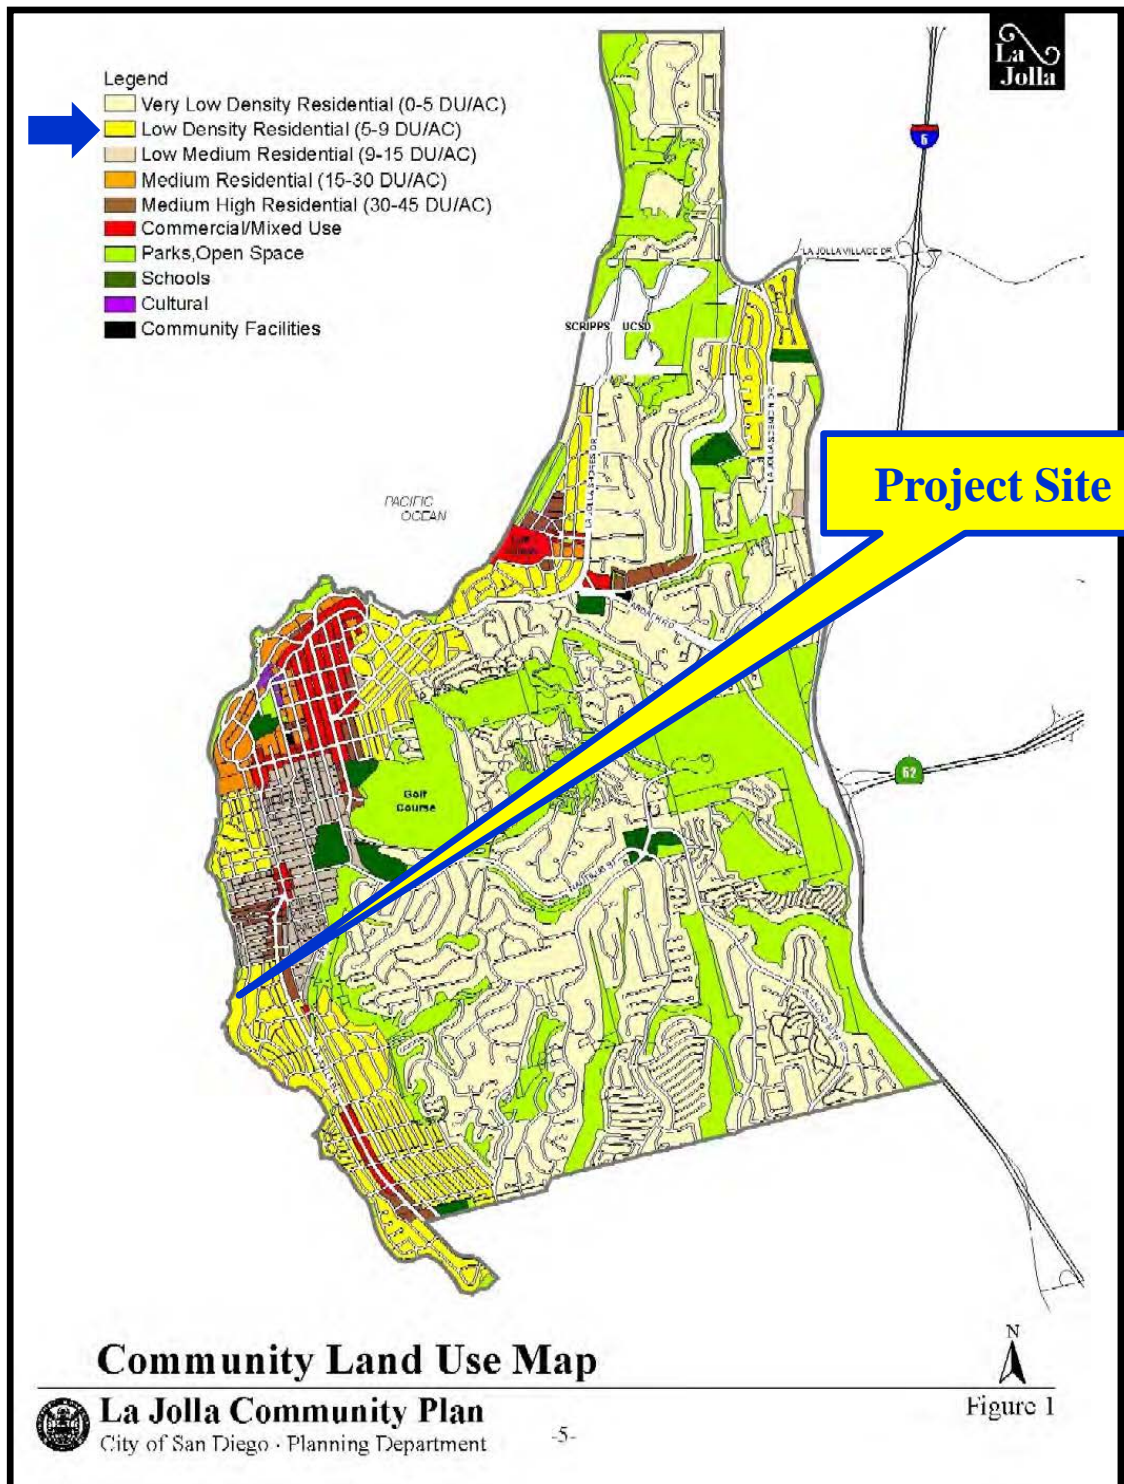 La
Jolla
Legend
Very Low Density Residential (0-5 DU/AC)
Low Density Residential (5-9 DU/AC)
Low Medium Residential (9-15 DU/AC)
Medium Residential (15-30 DU/AC)
Medium High Residential (30-45 DU/AC)
Commercial/Mixed Use
Parks,Open Space
Schools
Cultural
Community Facilities
LA JOLLA VILLAGE DR
SCRIPPS UCSD
LA JOLLA SHORES DR
Project Site
PACIFIC
OCEAN
Golf
Course
52
Community Land Use Map
N
La Jolla Community Plan
City of San Diego · Planning Department
-5-
Figure 1